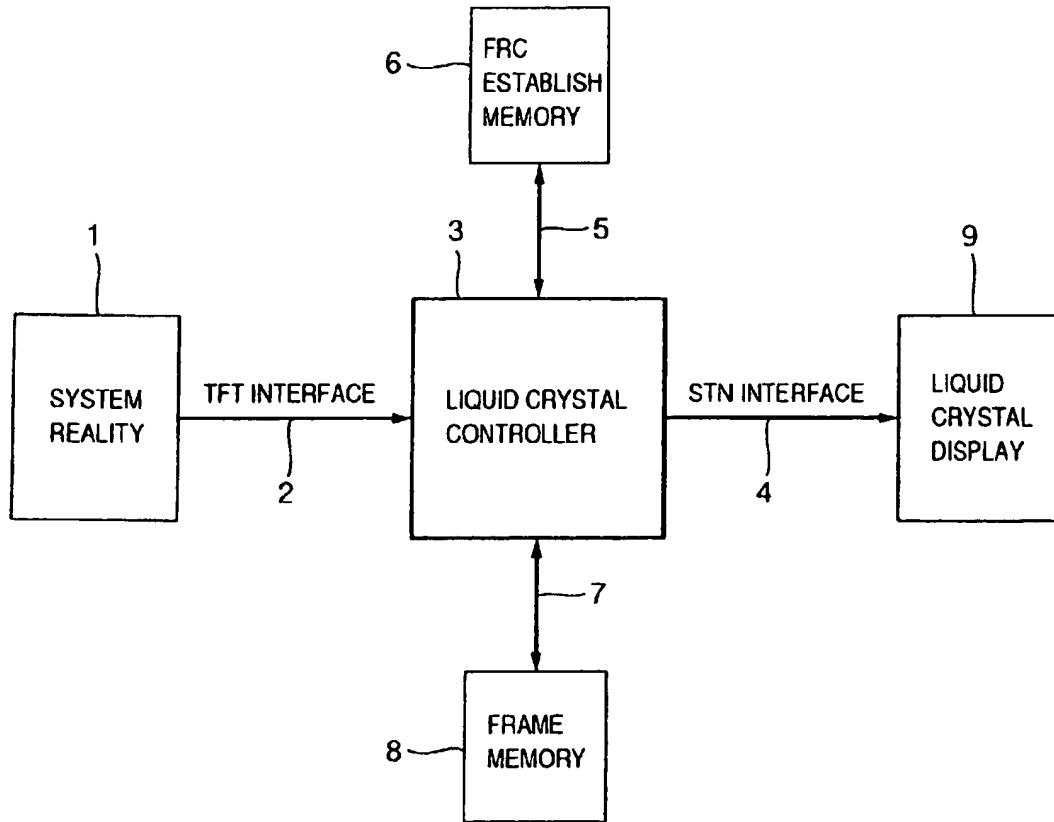 6
FRC
ESTABLISH
MEMORY
5
1
3
9
SYSTEM
REALITY
TFT INTERFACE
2
LIQUID CRYSTAL
CONTROLLER
STN INTERFACE
4
LIQUID
CRYSTAL
DISPLAY
7
8
FRAME
MEMORY